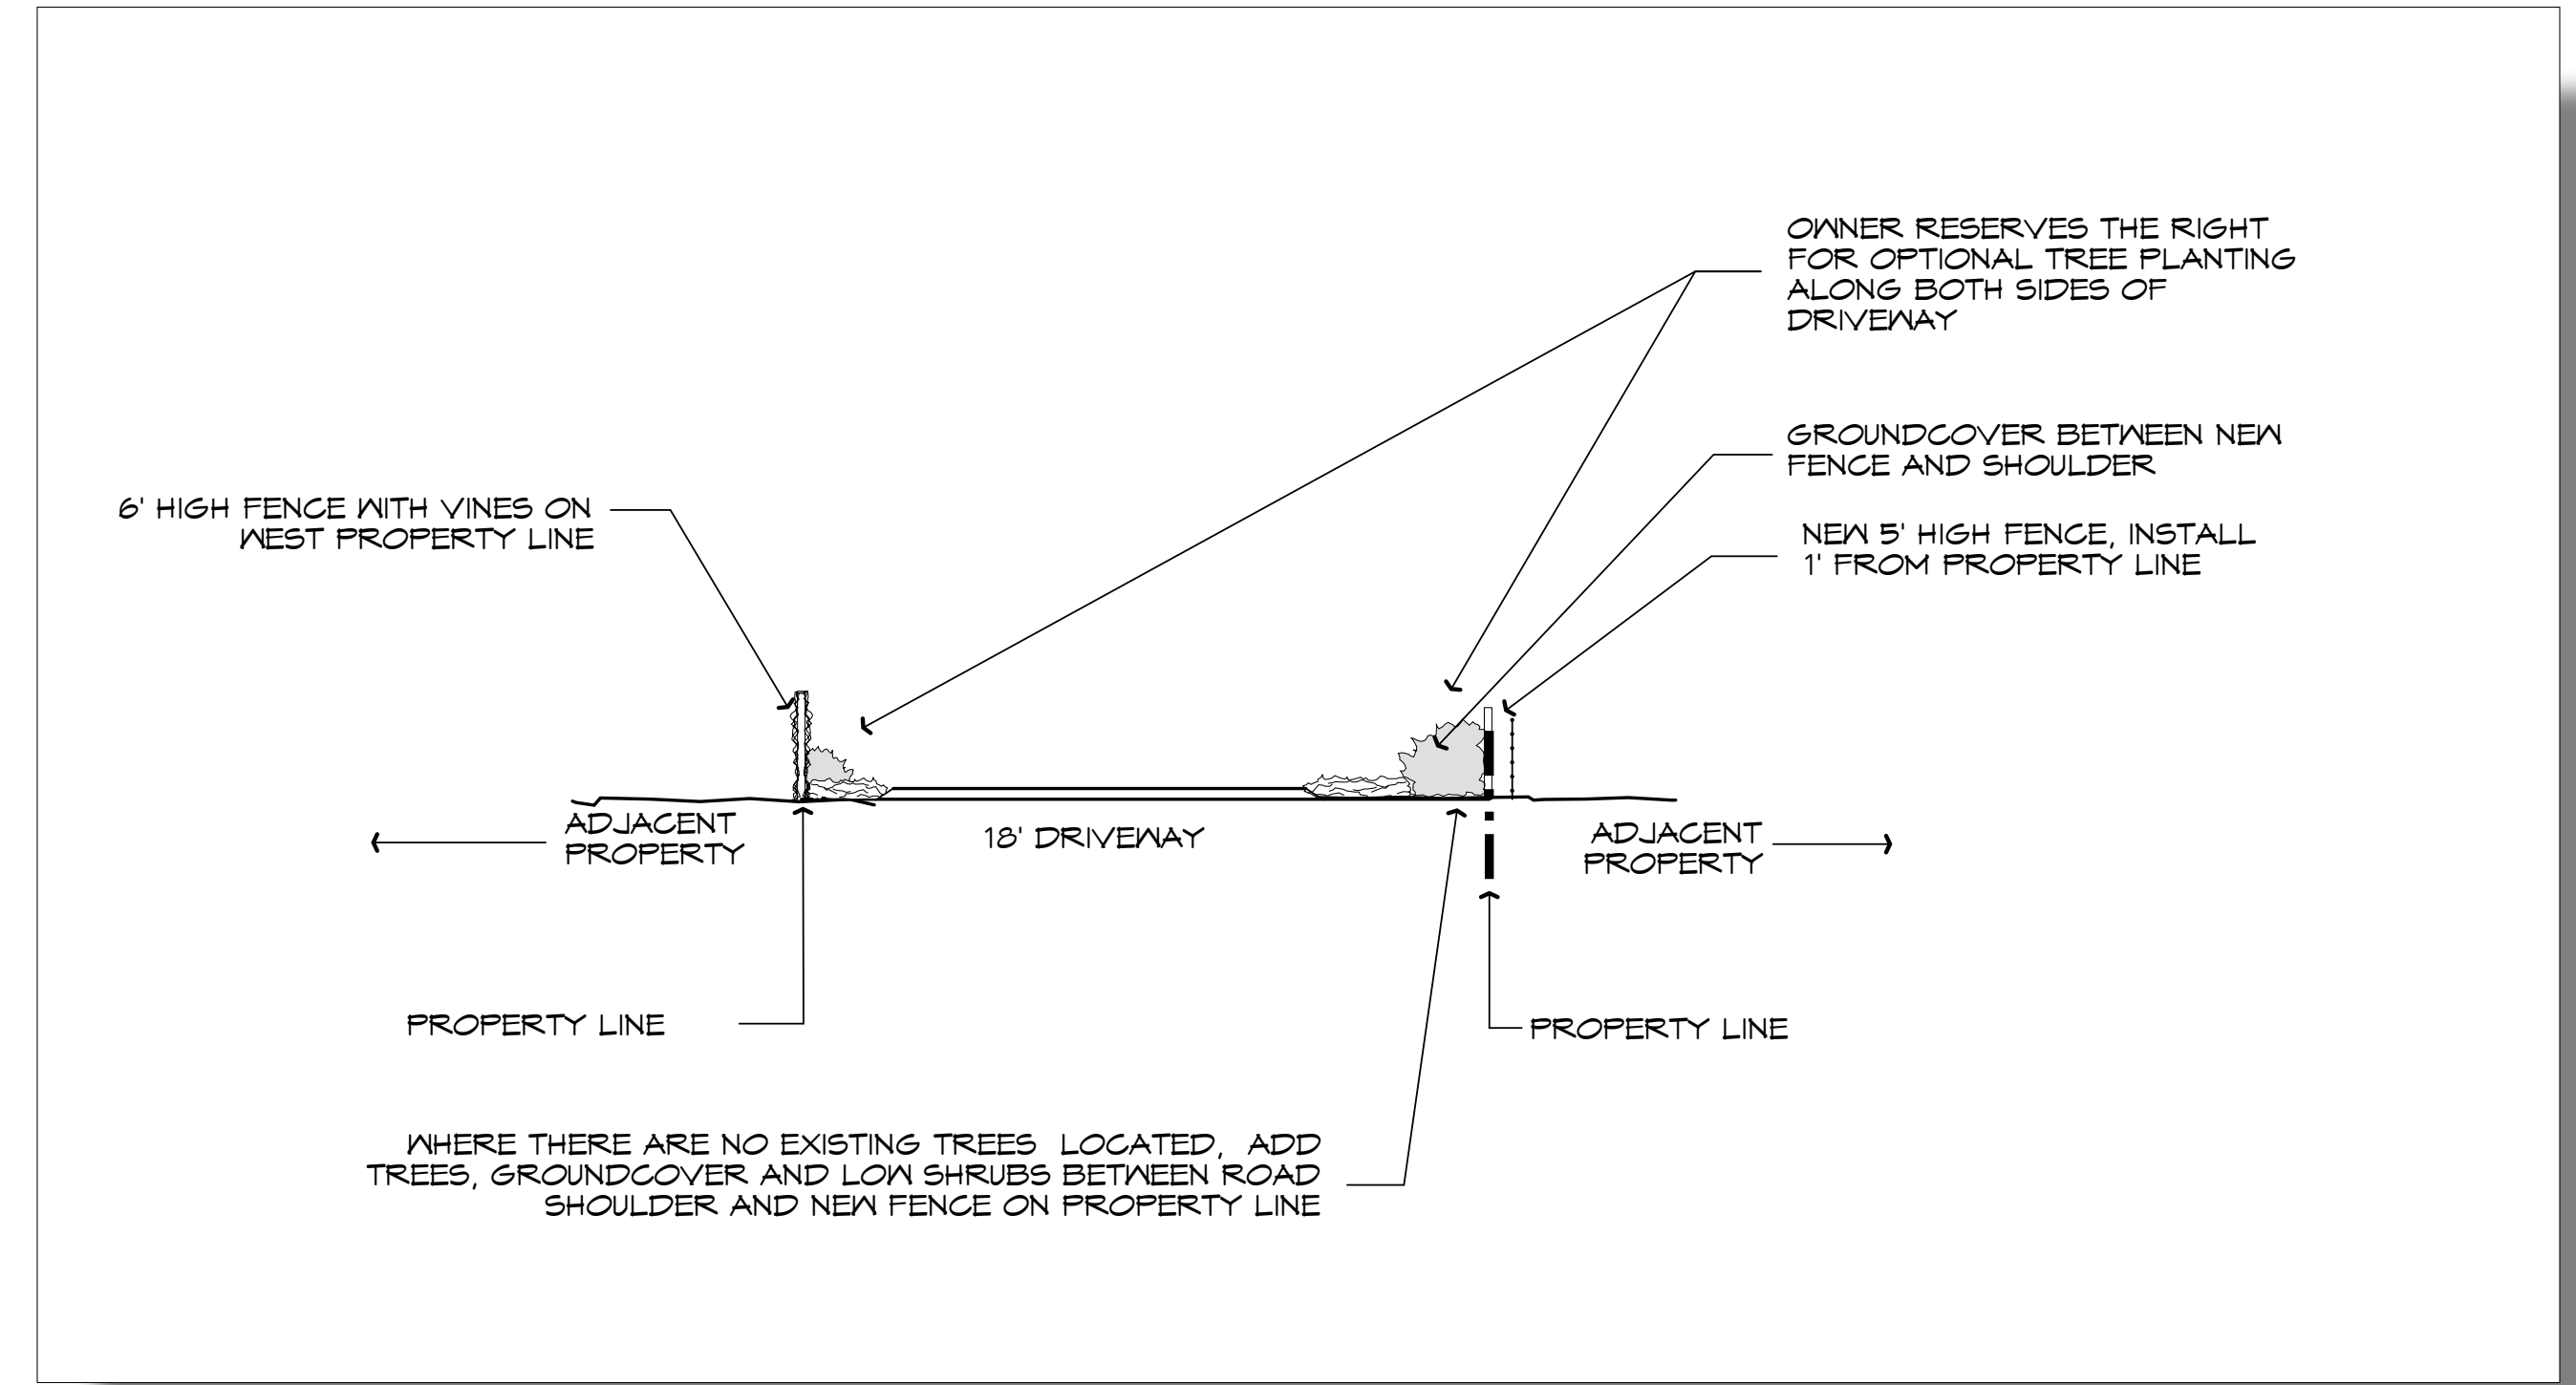 OWNER RESERVES THE RIGHT
FOR OPTIONAL TREE PLANTING
ALONG BOTH SIDES OF
DRIVEWAY
GROUNDCOVER BETWEEN NEW
FENCE AND SHOULDER
6' HIGH FENCE WITH VINES ON
WEST PROPERTY LINE
NEW 5' HIGH FENCE, INSTALL
1' FROM PROPERTY LINE
ADJACENT
PROPERTY
18' DRIVEWAY
ADJACENT
PROPERTY
PROPERTY LINE
PROPERTY LINE
WHERE THERE ARE NO EXISTING TREES LOCATED, ADD
TREES, GROUNDCOVER AND LOW SHRUBS BETWEEN ROAD
SHOULDER AND NEW FENCE ON PROPERTY LINE